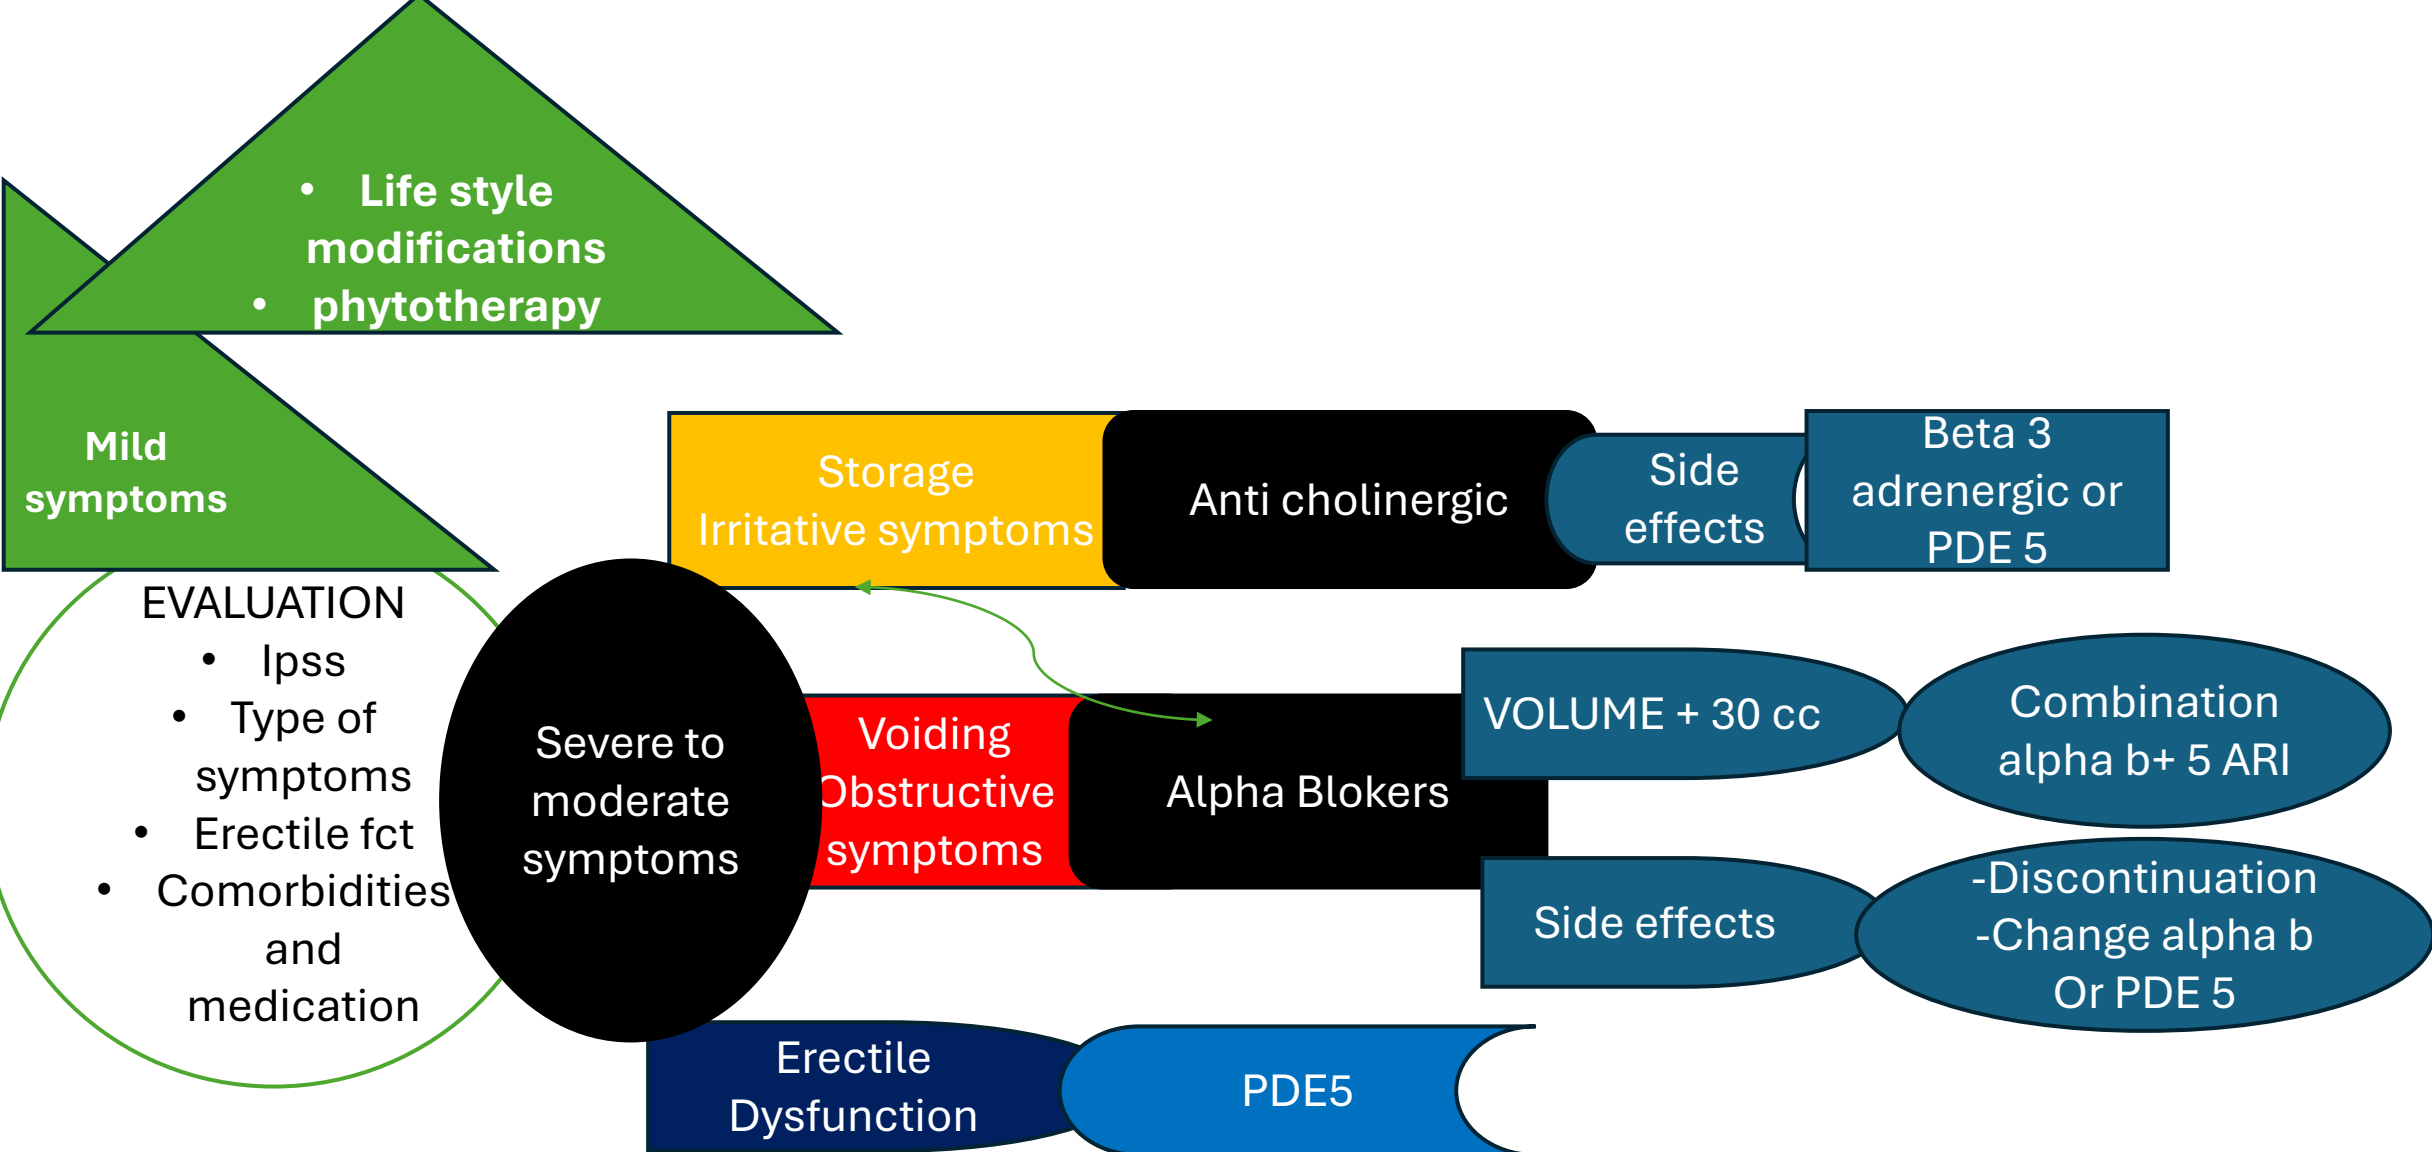 • Life style
modifications
• phytotherapy
Mild
symptoms
EVALUATION
• Ipss
• Type of
symptoms
• Erectile fct
• Comorbidities
and
medication
Severe to
moderate
symptoms
Storage
Irritative symptoms
Anti cholinergic
Side
effects
Beta 3
adrenergic or
PDE 5
Voiding
Obstructive
symptoms
Alpha Blokers
VOLUME + 30 cc
Combination
alpha b+ 5 ARI
Side effects
-Discontinuation
-Change alpha b
Or PDE 5
Erectile
Dysfunction
PDE5